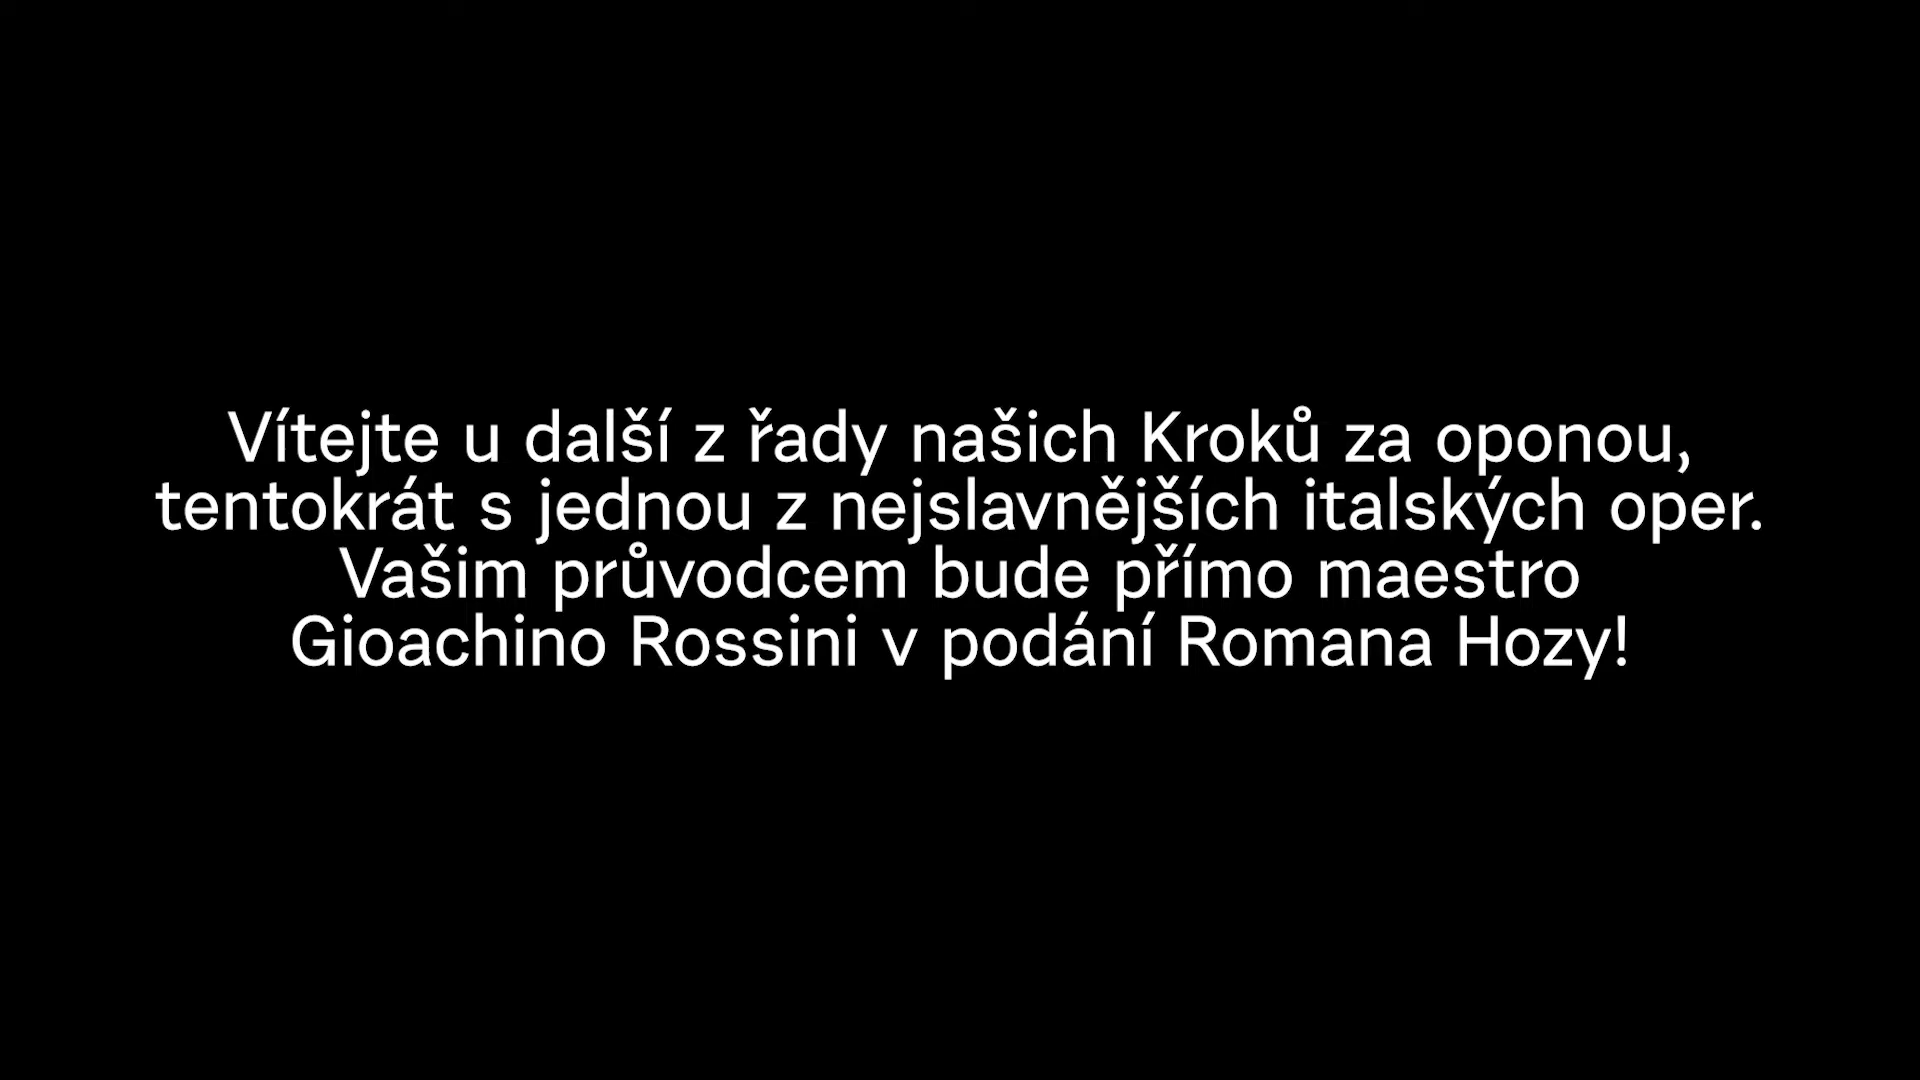 Vítejte u další z řady našich Kroků za oponou,
tentokrát s jednou z nejslavnějších italských oper.
Vašim průvodcem bude přímo maestro
Gioachino Rossini v podání Romana Hozy!